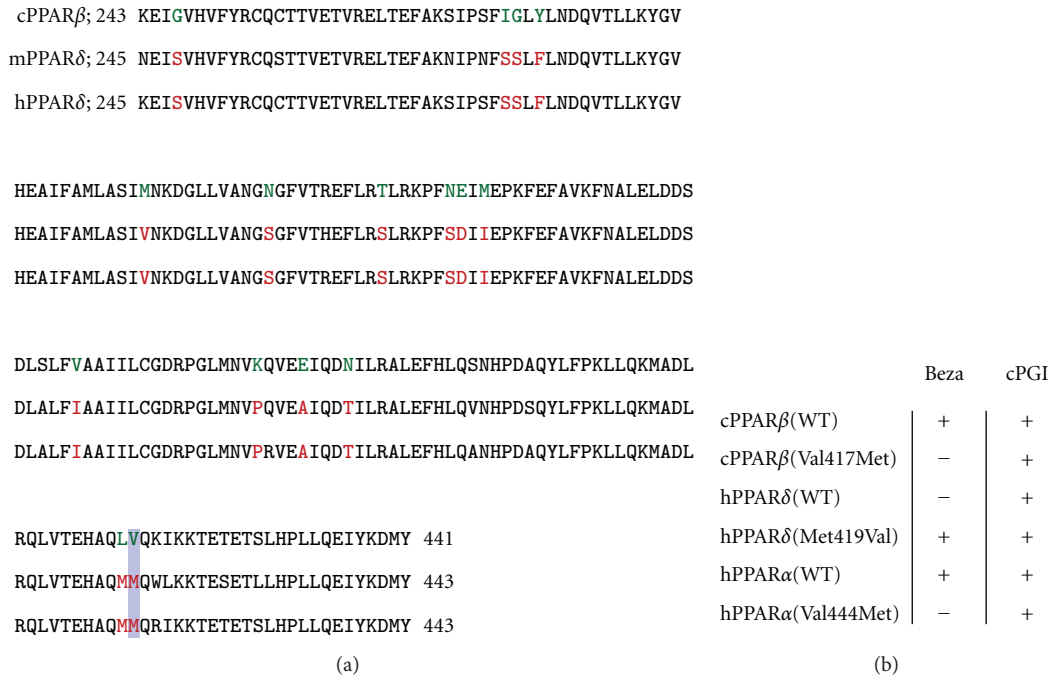 cPPARβ; 243 KEIGVHVFYRCQCTTVETVRELTEFAKSIPSFIGLYLNDQVTLLKYGV
mPPARδ; 245 NEISVHVFYRCQSTTVETVRELTEFAKNIPNFSSLFLNDQVTLLKYGV
hPPARδ; 245 KEISVHVFYRCQCTTVETVRELTEFAKSIPSFSSLFLNDQVTLLKYGV
HEAIFAMLASIMNKDGLLVANGNGFVTREFLRTLRKPFNEIMEPKFEFAVKFNALELDDS
HEAIFAMLASIVNKDGLLVANGSGFVTHEFLRSLRKPFSDIIEPKFEFAVKFNALELDDS
HEAIFAMLASIVNKDGLLVANGSGFVTREFLRSLRKPFSDIIEPKFEFAVKFNALELDDS
DLSLFVAAIILCGDRPGLMNVKQVEEIQDNILRALEFHLQSNHPDAQYLFPKLLQKMADL
DLALFIAAIILCGDRPGLMNVPQVEAIQDTILRALEFHLQVNHPDSQYLFPKLLQKMADL
DLALFIAAIILCGDRPGLMNVPRVEAIQDTILRALEFHLQANHPDAQYLFPKLLQKMADL
RQLVTEHAQLVQKIKKTETETSLHPLLQEIYKDMY 441
RQLVTEHAQMMQWLKKTESETLLHPLLQEIYKDMY 443
RQLVTEHAQMMQRIKKTETETSLHPLLQEIYKDMY 443
(a)
Beza cPGI
cPPARβ(WT) + +
cPPARβ(Val417Met) − +
hPPARδ(WT) − +
hPPARδ(Met419Val) + +
hPPARα(WT) + +
hPPARα(Val444Met) − +
(b)